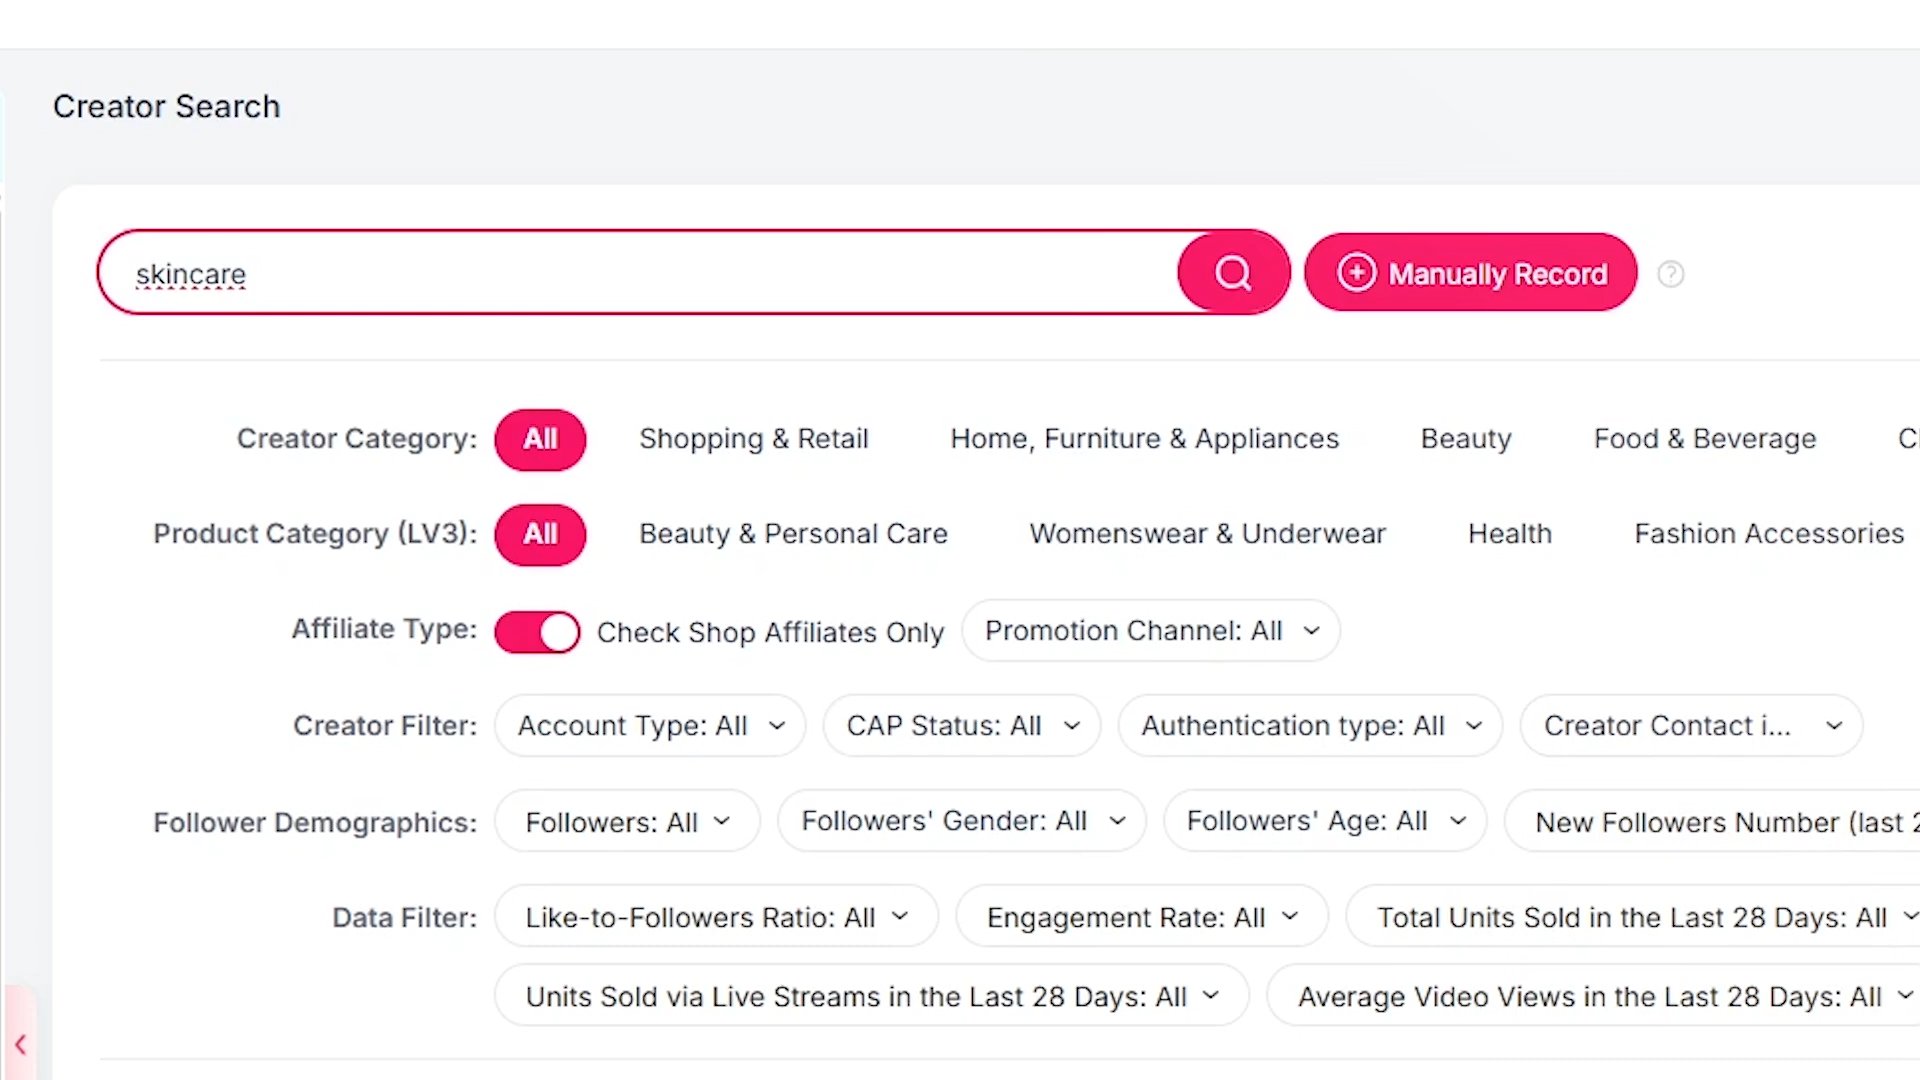 Creator Search
skincare
Manually Record
Creator Category: All Shopping & Retail Home, Furniture & Appliances Beauty Food & Beverage
Product Category (LV3): All Beauty & Personal Care Womenswear & Underwear Health Fashion Accessories
Affiliate Type: Check Shop Affiliates Only Promotion Channel: All
Creator Filter: Account Type: All CAP Status: All Authentication type: All Creator Contact i...
Follower Demographics: Followers: All Followers' Gender: All Followers' Age: All New Followers Number (last
Data Filter: Like-to-Followers Ratio: All Engagement Rate: All Total Units Sold in the Last 28 Days: All
Units Sold via Live Streams in the Last 28 Days: All Average Video Views in the Last 28 Days: All